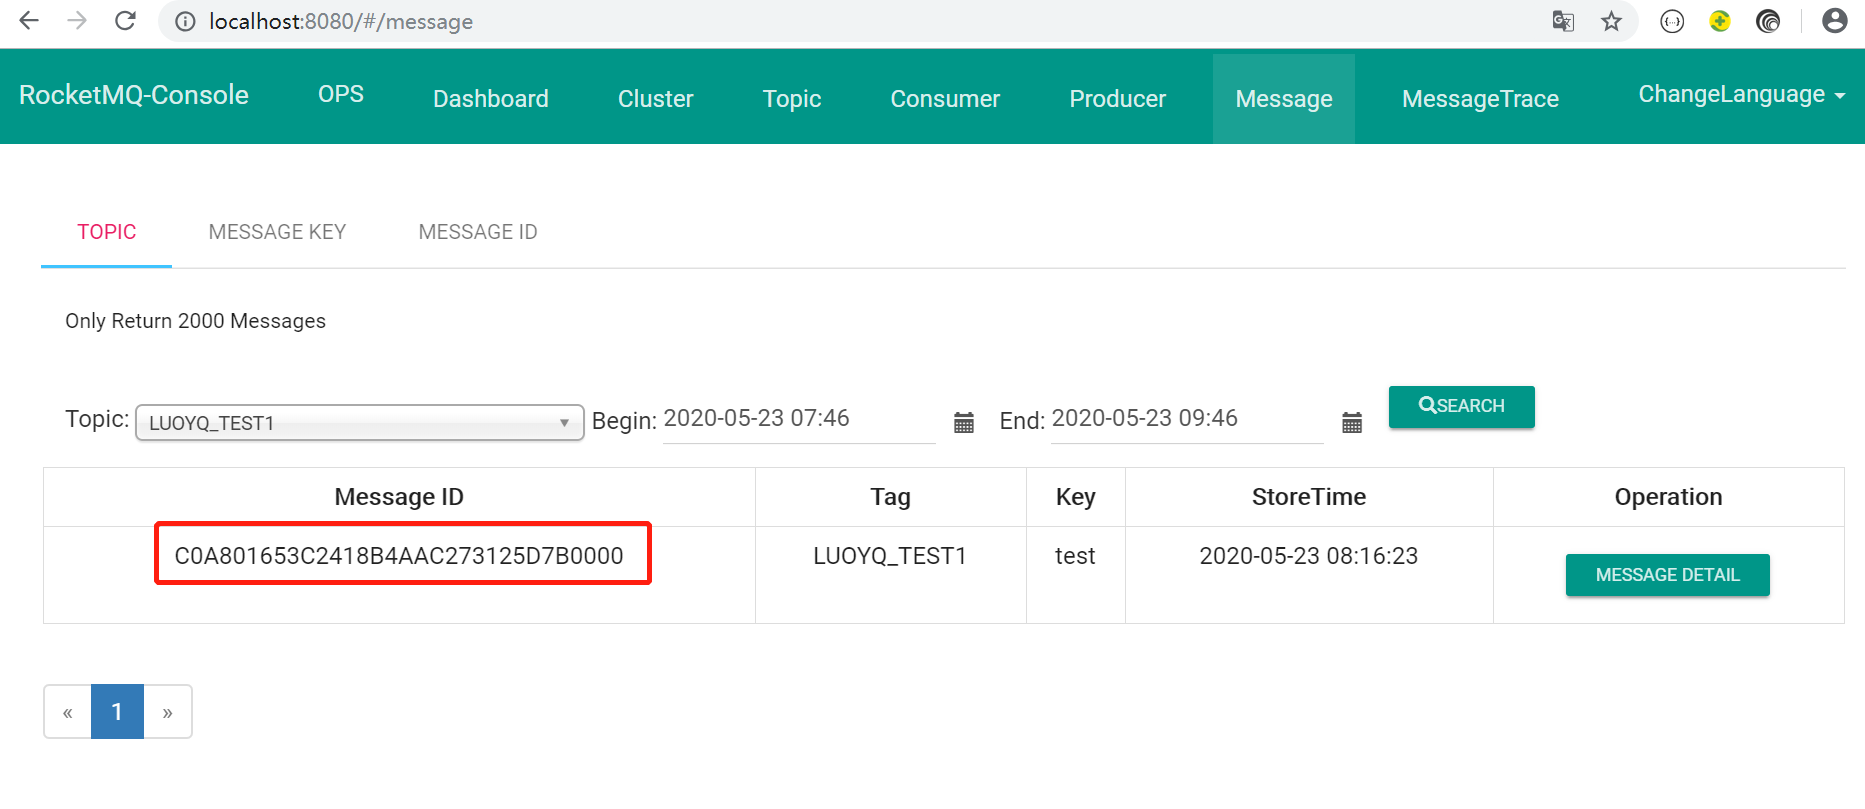 localhost:8080/#/message
RocketMQ-Console OPS Dashboard Cluster Topic Consumer Producer Message MessageTrace ChangeLanguage
TOPIC MESSAGE KEY MESSAGE ID
Only Return 2000 Messages
Topic: LUOYQ_TEST1 Begin: 2020-05-23 07:46 End: 2020-05-23 09:46 SEARCH
Message ID Tag Key StoreTime Operation
C0A801653C2418B4AAC273125D7B0000 LUOYQ_TEST1 test 2020-05-23 08:16:23 MESSAGE DETAIL
« 1 »